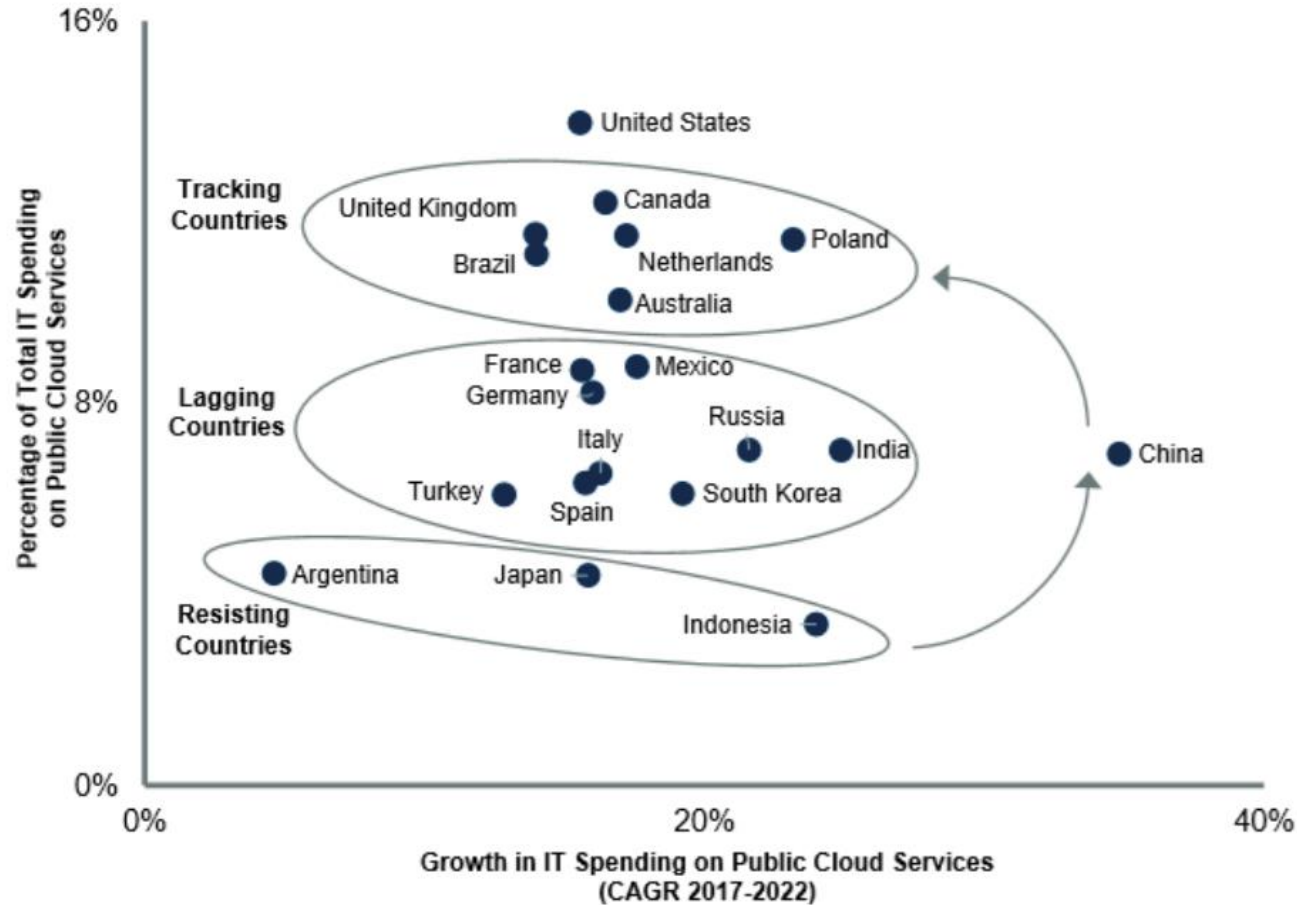 16%
United States
Tracking
Countries
United Kingdom
Canada
Brazil
Netherlands
Poland
Australia
Percentage of Total IT Spending
on Public Cloud Services
8%
Lagging
Countries
France
Mexico
Germany
Russia
Italy
India
China
Turkey
Spain
South Korea
Argentina
Japan
Resisting
Countries
Indonesia
0%
0%
20%
40%
Growth in IT Spending on Public Cloud Services
(CAGR 2017-2022)